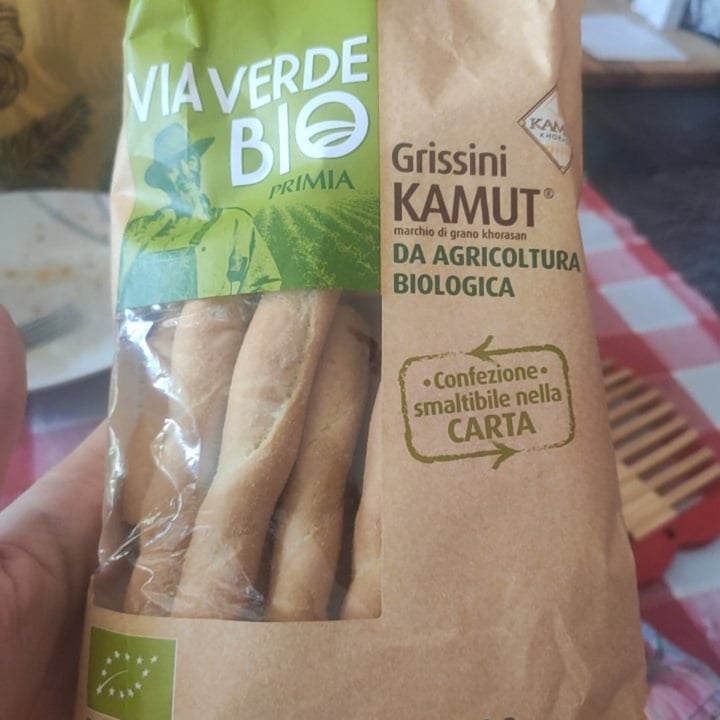 VIA VERDE
BIO
PRIMIA
Grissini
KAMUT®
marchio di grano khorasan
DA AGRICOLTURA
BIOLOGICA
•Confezione•
smaltibile nella
CARTA